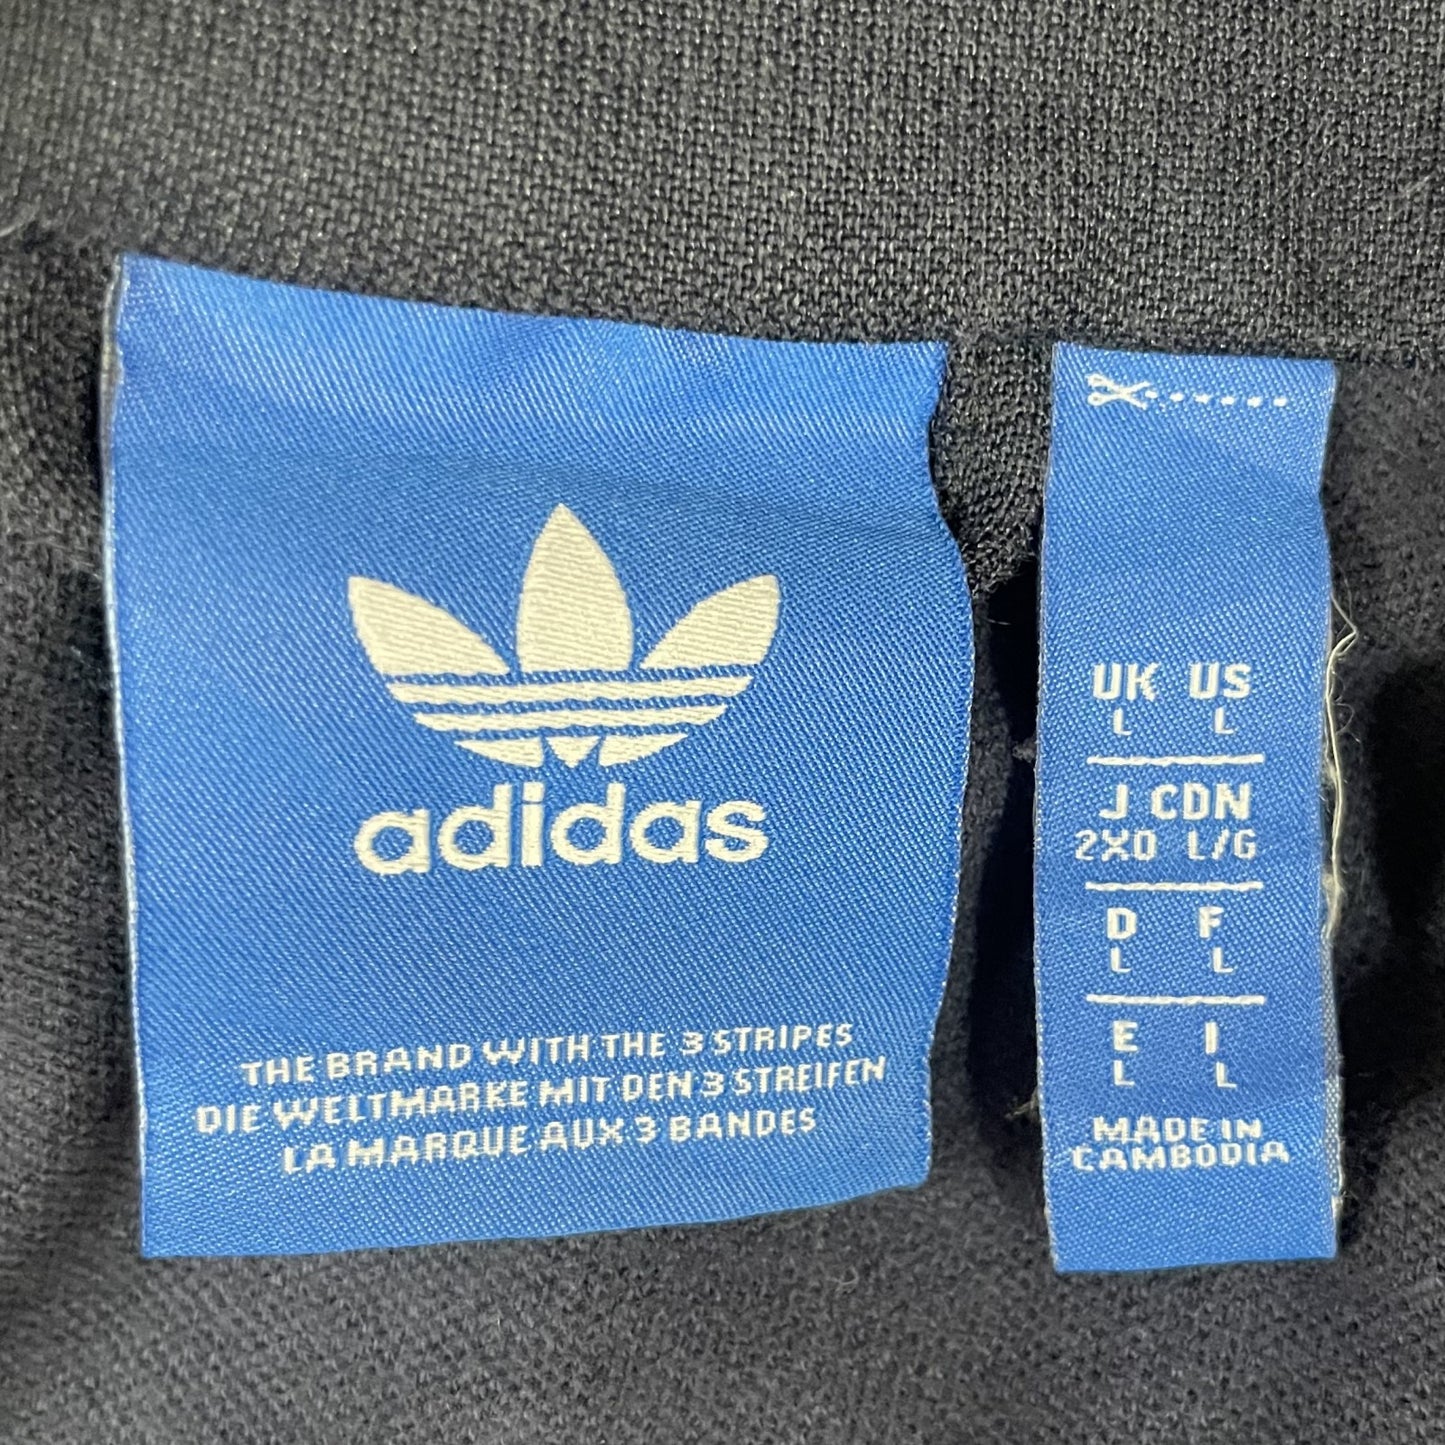 adidas
THE BRAND WITH THE 3 STRIPES
DIE WELTMARKE MIT DEN 3 STREIFEN
LA MARQUE AUX 3 BANDES
UK US
L L
J CDN
2XO L/G
D F
L L
E I
L L
MADE IN
CAMBODIA